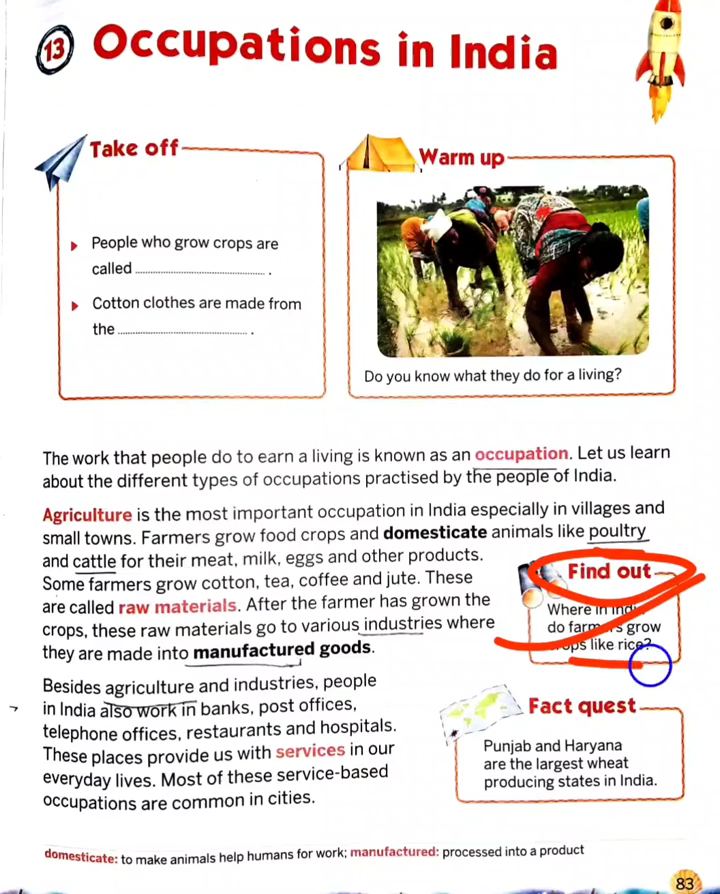 13 Occupations in India
Take off
People who grow crops are
called .
Cotton clothes are made from
the .
Warm up
Do you know what they do for a living?
The work that people do to earn a living is known as an occupation. Let us learn
about the different types of occupations practised by the people of India.
Agriculture is the most important occupation in India especially in villages and
small towns. Farmers grow food crops and domesticate animals like poultry
and cattle for their meat, milk, eggs and other products.
Some farmers grow cotton, tea, coffee and jute. These
are called raw materials. After the farmer has grown the
crops, these raw materials go to various industries where
they are made into manufactured goods.
Find out
Where in
do farmers grow
like rice?
Besides agriculture and industries, people
in India also work in banks, post offices,
telephone offices, restaurants and hospitals.
These places provide us with services in our
everyday lives. Most of these service-based
occupations are common in cities.
Fact quest
Punjab and Haryana
are the largest wheat
producing states in India.
domesticate: to make animals help humans for work; manufactured: processed into a product
83